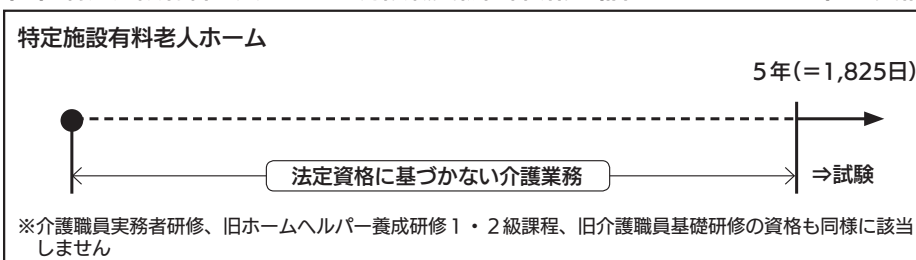 特定施設有料老人ホーム
5年(=1,825日)
法定資格に基づかない介護業務
⇒試験
※介護職員実務者研修、旧ホームヘルパー養成研修1・2級課程、旧介護職員基礎研修の資格も同様に該当
しません